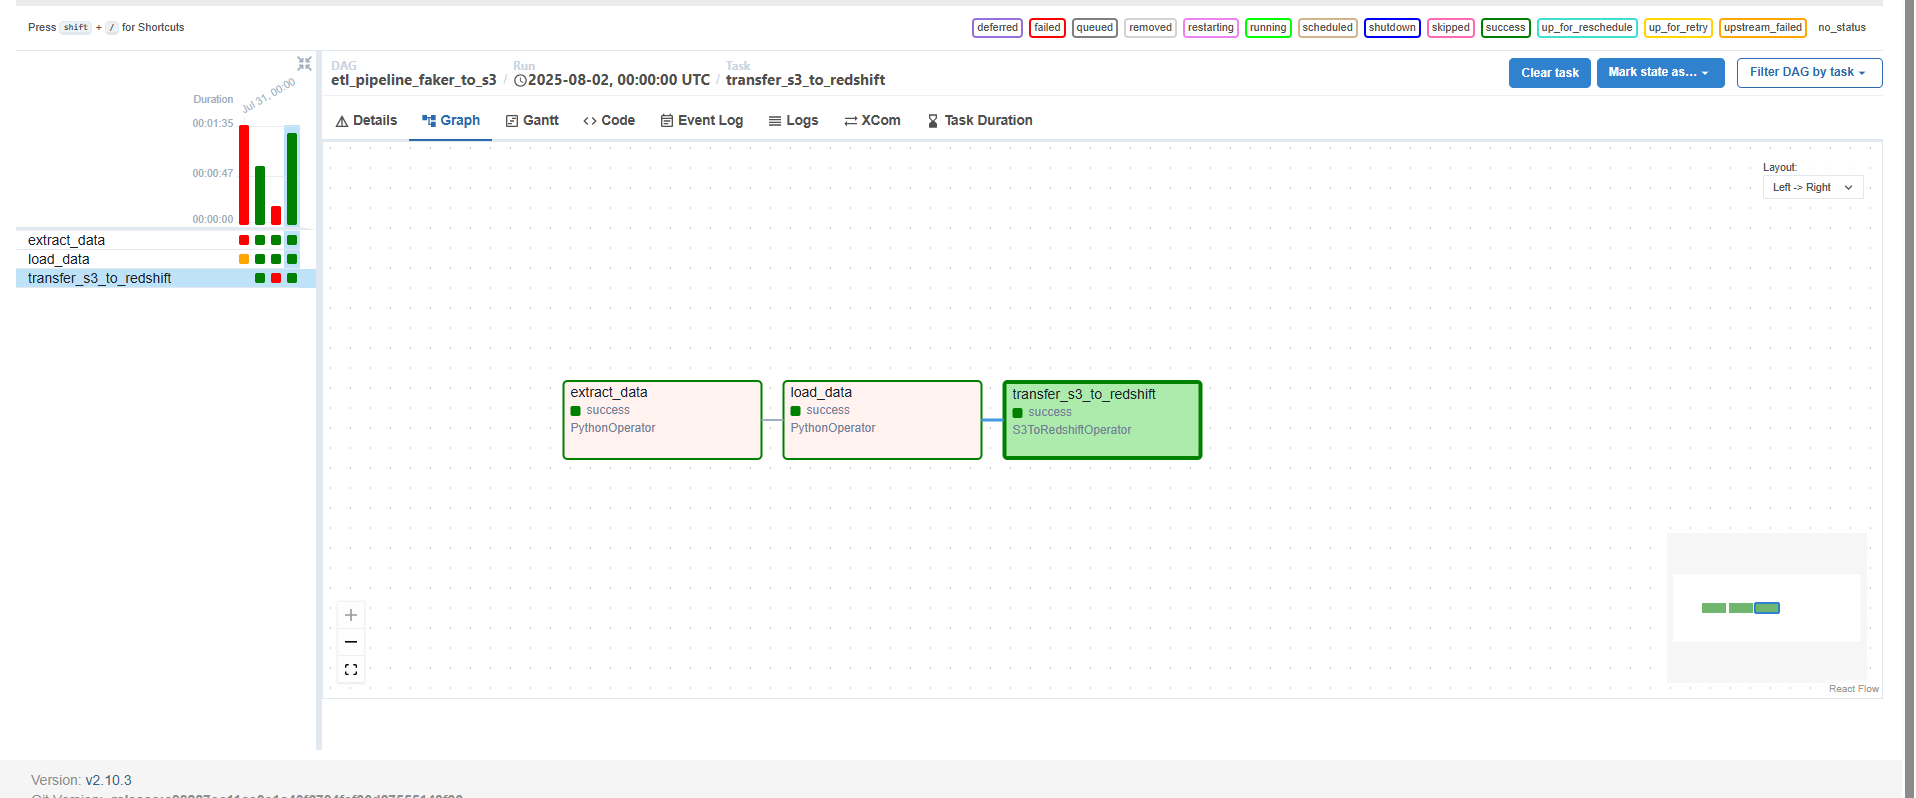 Press shift + / for Shortcuts
deferred failed queued removed restarting running scheduled shutdown skipped success up_for_reschedule up_for_retry upstream_failed no_status
DAG
etl_pipeline_faker_to_s3
/
Run
2025-08-02, 00:00:00 UTC
/
Task
transfer_s3_to_redshift
Clear task
Mark state as...
Filter DAG by task
Duration
Jul 31, 00:00
00:01:35
00:00:47
00:00:00
extract_data
load_data
transfer_s3_to_redshift
Details Graph Gantt Code Event Log Logs XCom Task Duration
Layout:
Left -> Right
extract_data
success
PythonOperator
load_data
success
PythonOperator
transfer_s3_to_redshift
success
S3ToRedshiftOperator
React Flow
Version: v2.10.3